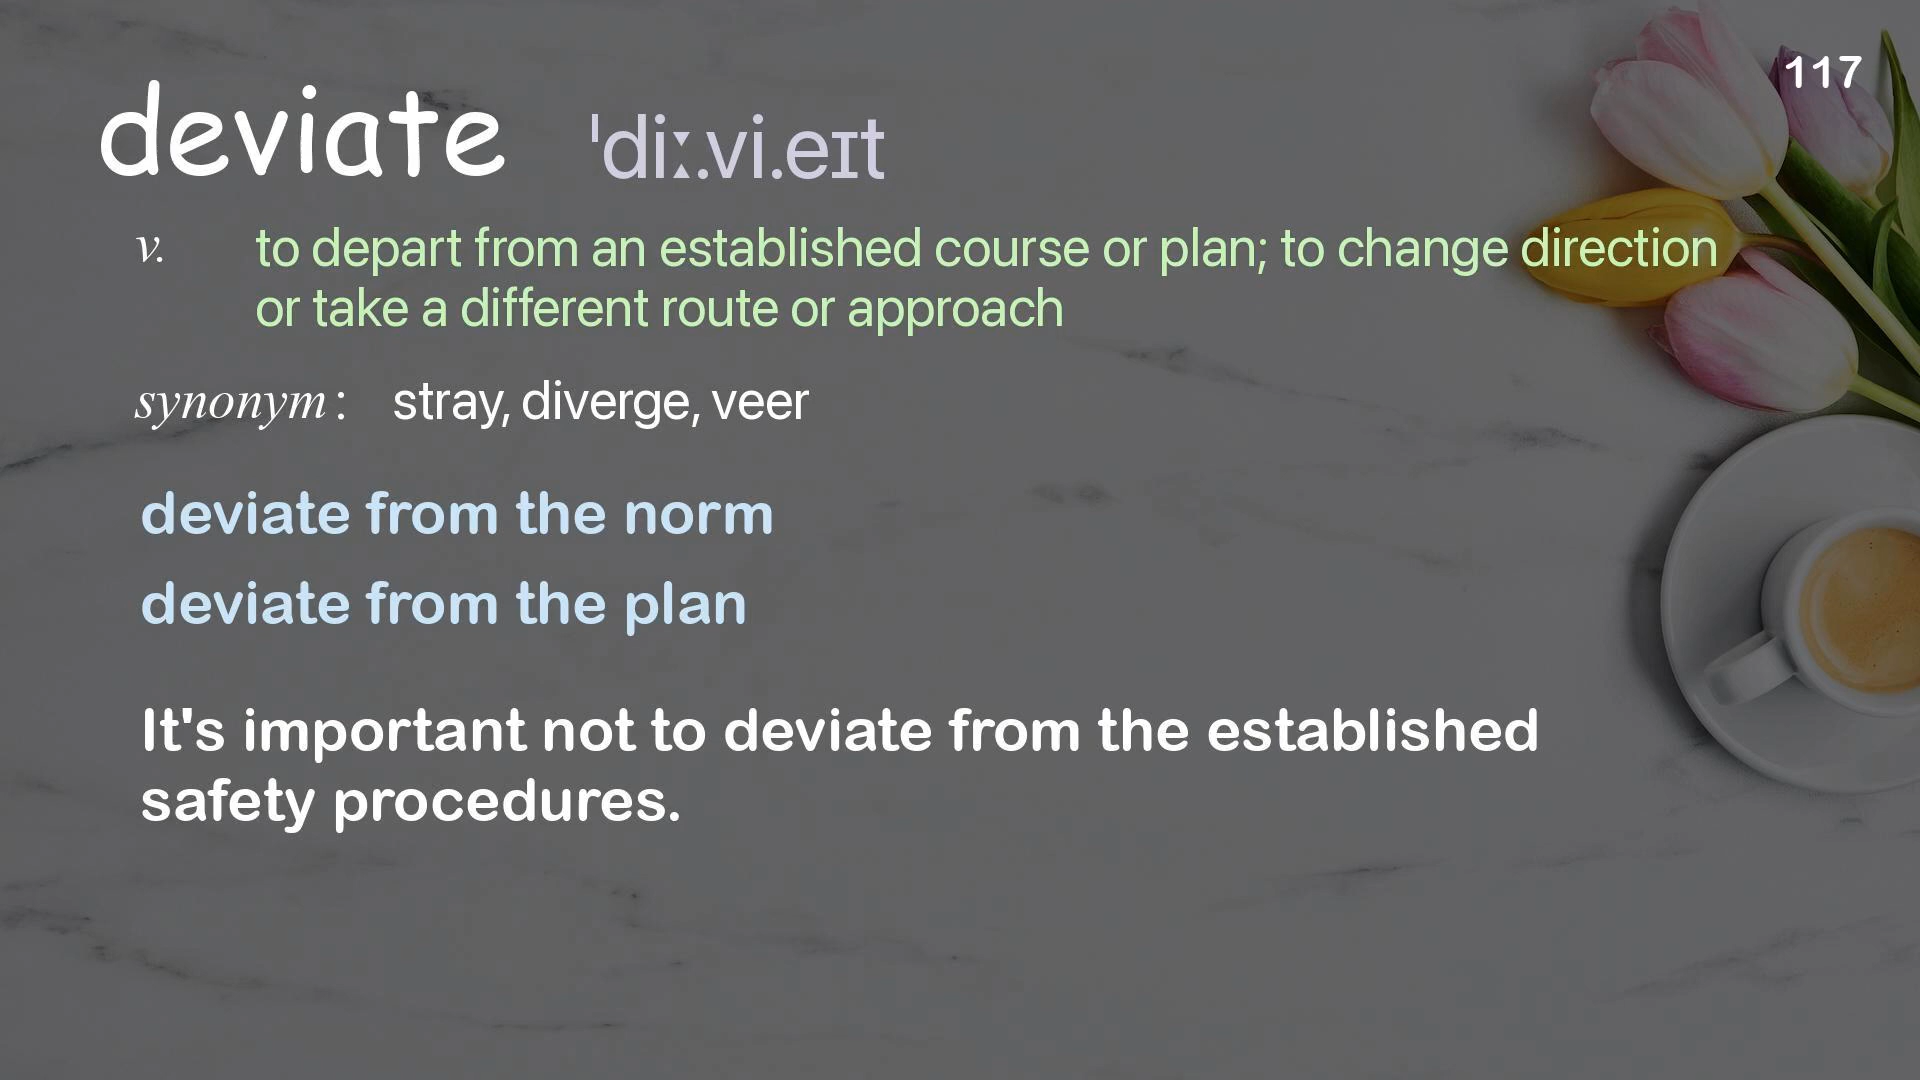 117
deviate ˈdiː.vi.eɪt
v. to depart from an established course or plan; to change direction
or take a different route or approach
synonym : stray, diverge, veer
deviate from the norm
deviate from the plan
It's important not to deviate from the established
safety procedures.